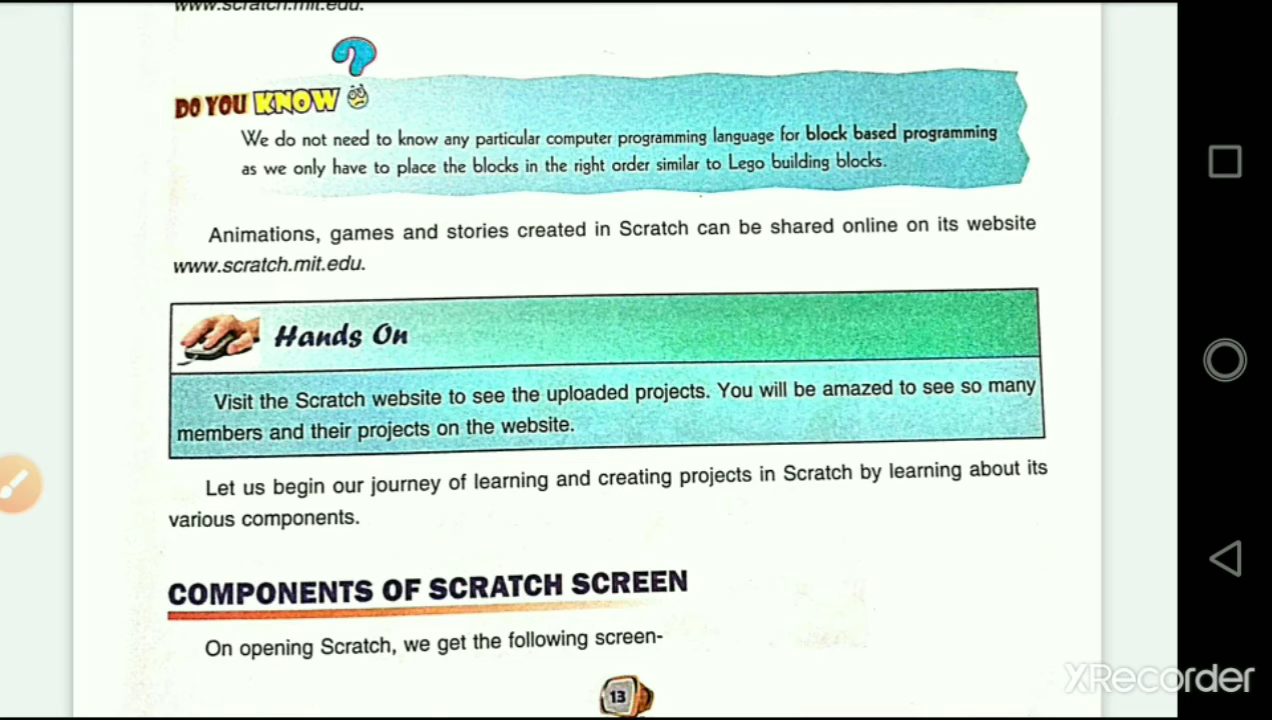 www.scratch.mit.edu.
DO YOU KNOW
We do not need to know any particular computer programming language for block based programming
as we only have to place the blocks in the right order similar to Lego building blocks.
Animations, games and stories created in Scratch can be shared online on its website
www.scratch.mit.edu.
Hands On
Visit the Scratch website to see the uploaded projects. You will be amazed to see so many
members and their projects on the website.
Let us begin our journey of learning and creating projects in Scratch by learning about its
various components.
COMPONENTS OF SCRATCH SCREEN
On opening Scratch, we get the following screen-
13
XRecorder